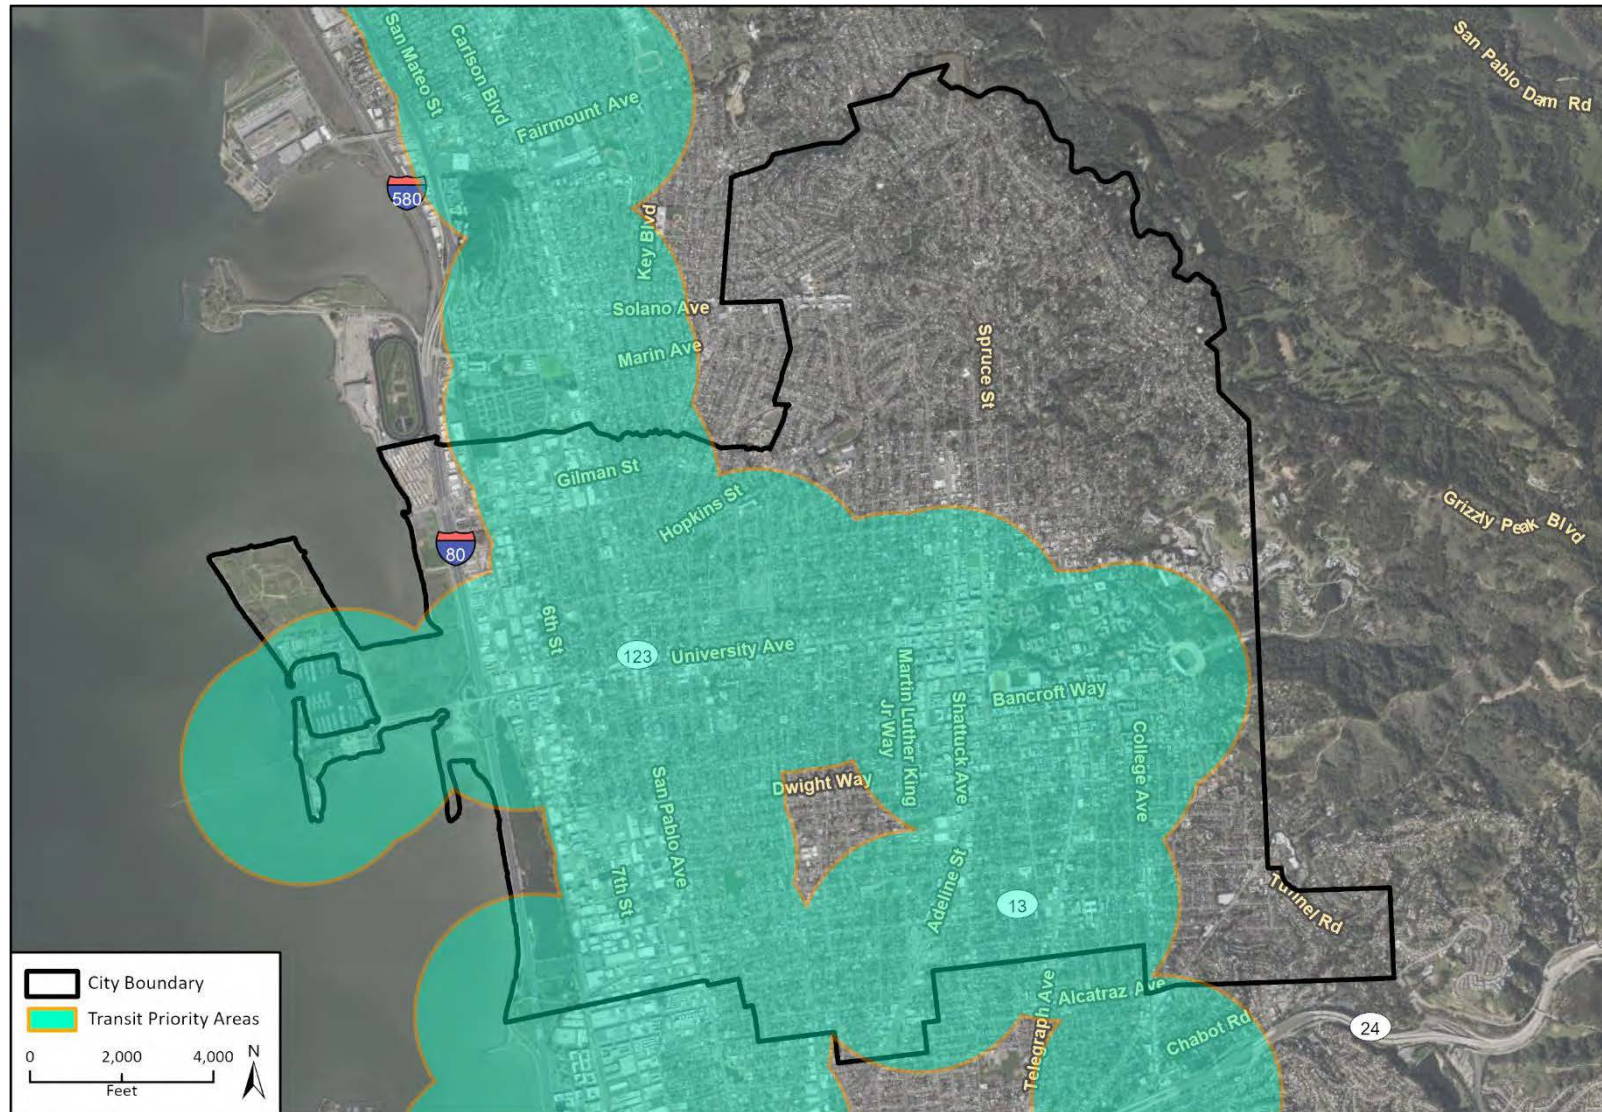 San Mateo St
Carlson Blvd
Fairmount Ave
San Pablo Dam Rd
580
Key Blvd
Solano Ave
Marin Ave
Spruce St
Gilman St
Hopkins St
Grizzly Peak Blvd
80
6th St
123
University Ave
Martin Luther King
Jr Way
Shattuck Ave
Bancroft Way
College Ave
Dwight Way
San Pablo Ave
7th St
Adeline St
13
Tunnel Rd
Telegraph Ave
Alcatraz Ave
Chabot Rd
24
City Boundary
Transit Priority Areas
0 2,000 4,000
Feet
N